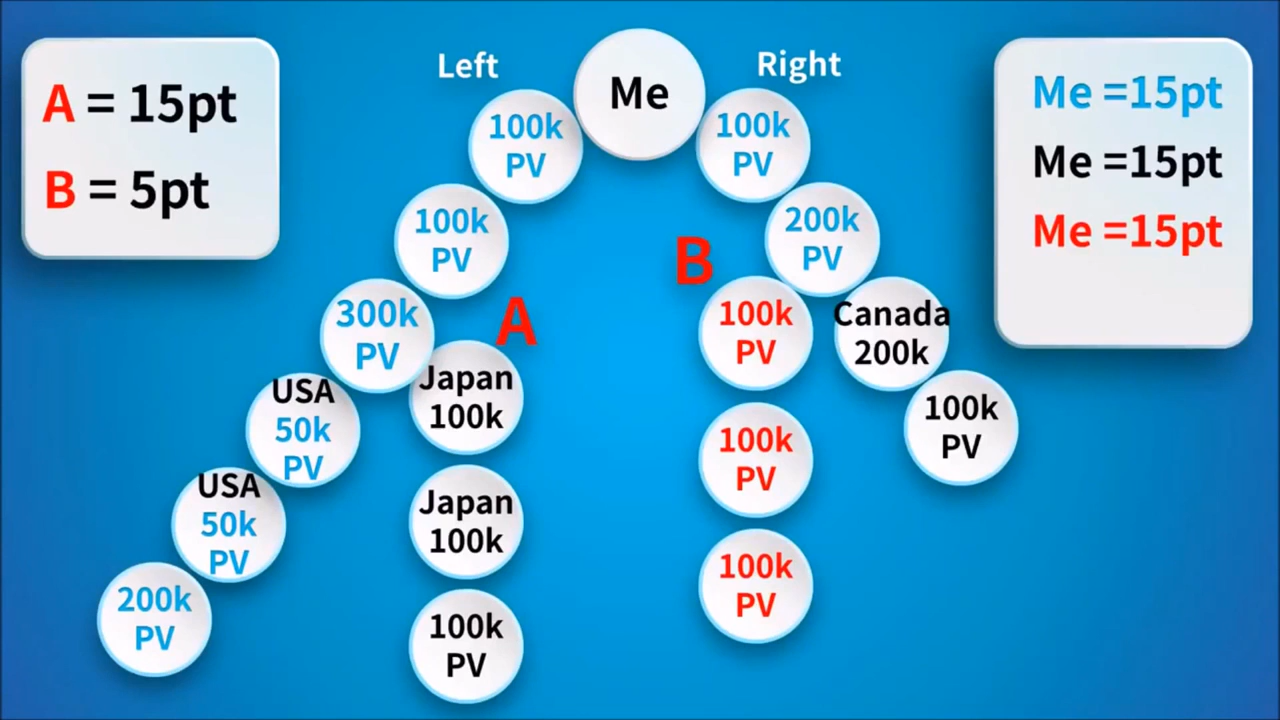 Left
Me
Right
A = 15pt
B = 5pt
Me =15pt
Me =15pt
Me =15pt
100k
PV
100k
PV
100k
PV
200k
PV
B
A
300k
PV
100k
PV
Canada
200k
Japan
100k
USA
50k
PV
100k
PV
100k
PV
USA
50k
PV
Japan
100k
200k
PV
100k
PV
100k
PV